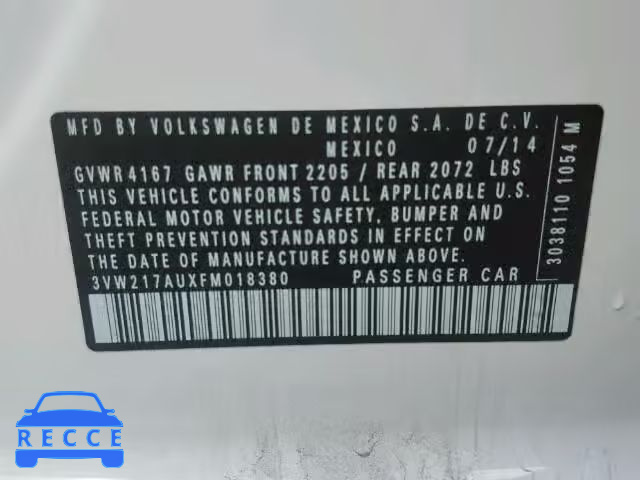 MFD BY VOLKSWAGEN DE MEXICO S.A. DE C.V.
MEXICO 07/14
GVWR 4167 GAWR FRONT 2205 / REAR 2072 LBS
THIS VEHICLE CONFORMS TO ALL APPLICABLE U.S.
FEDERAL MOTOR VEHICLE SAFETY, BUMPER AND
THEFT PREVENTION STANDARDS IN EFFECT ON
DATE OF MANUFACTURE SHOWN ABOVE.
3VW217AUXFM018380 PASSENGER CAR
3038110 1054 M
RECCE